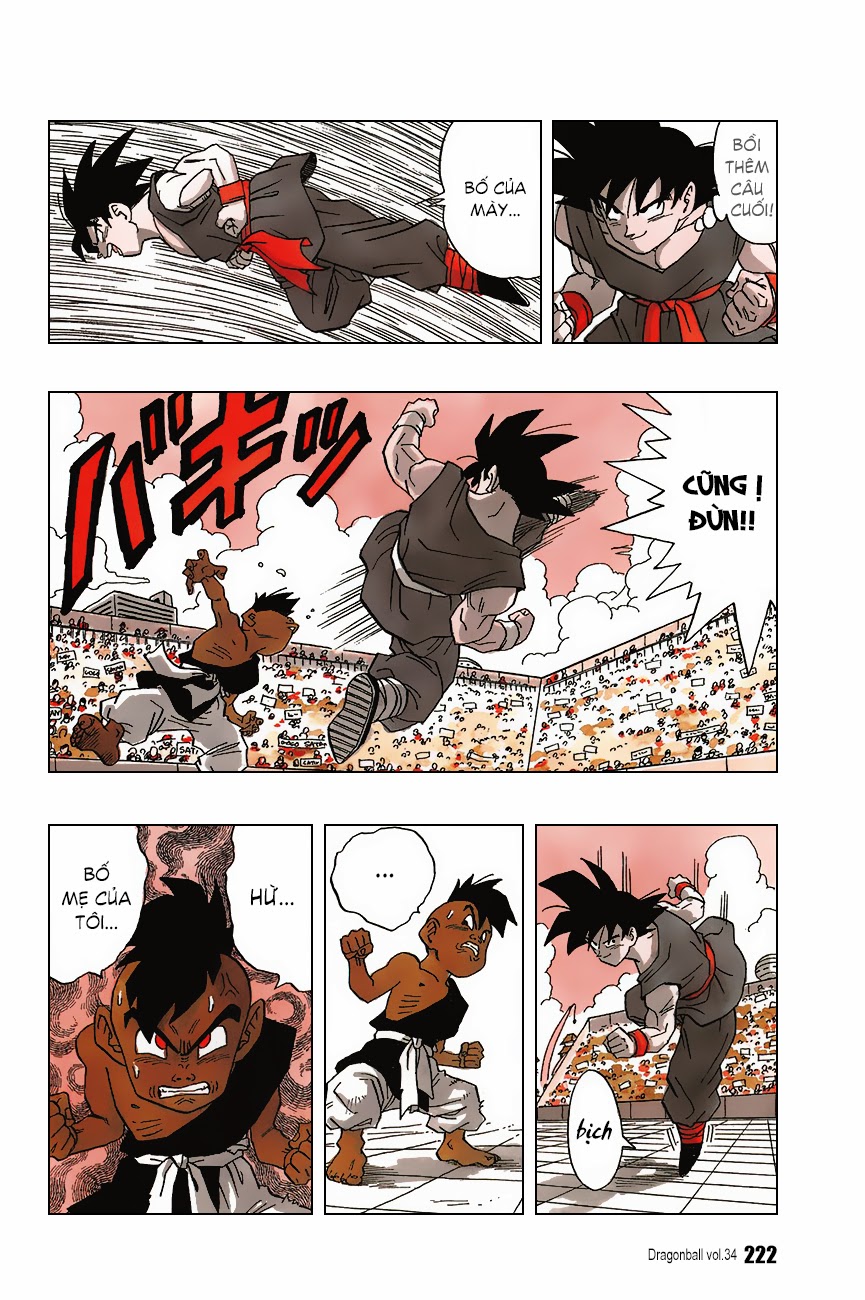 BỒI
THÊM
CÂU
CUỐI!
BỐ CỦA
MÀY...
CŨNG Ị
ĐÙN!!
バキッ
bịch
...
HỪ...
BỐ
MẸ CỦA
TÔI...
Dragonball vol.34 222